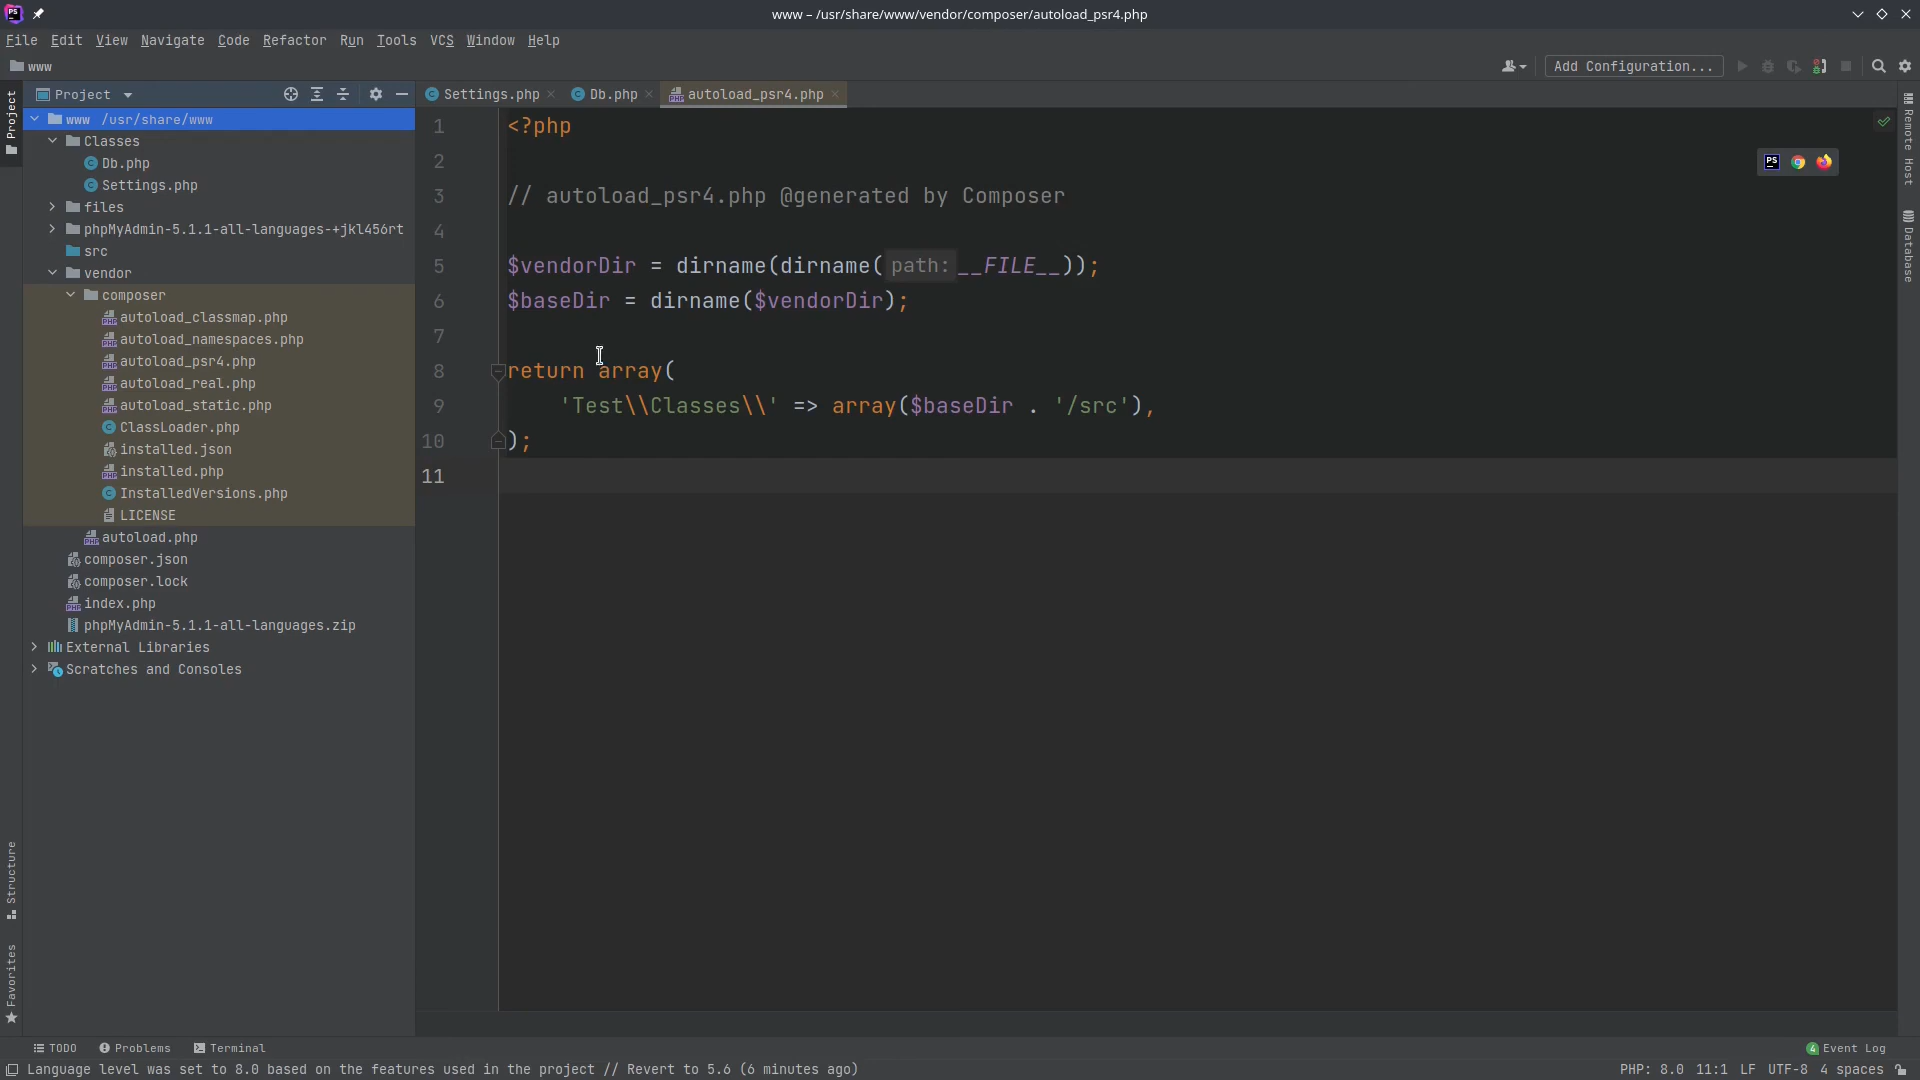 www – /usr/share/www/vendor/composer/autoload_psr4.php
File Edit View Navigate Code Refactor Run Tools VCS Window Help
www
Add Configuration...
Project
Settings.php
Db.php
autoload_psr4.php
Project
Structure
Favorites
www /usr/share/www
Classes
Db.php
Settings.php
files
phpMyAdmin-5.1.1-all-languages-+jkl456rt
src
vendor
composer
autoload_classmap.php
autoload_namespaces.php
autoload_psr4.php
autoload_real.php
autoload_static.php
ClassLoader.php
installed.json
installed.php
InstalledVersions.php
LICENSE
autoload.php
composer.json
composer.lock
index.php
phpMyAdmin-5.1.1-all-languages.zip
External Libraries
Scratches and Consoles
1 <?php
2
3 // autoload_psr4.php @generated by Composer
4
5 $vendorDir = dirname(dirname( path: __FILE__));
6 $baseDir = dirname($vendorDir);
7
8 return array(
9 'Test\\Classes\\' => array($baseDir . '/src'),
10 );
11
Remote Host
Database
TODO Problems Terminal
4 Event Log
Language level was set to 8.0 based on the features used in the project // Revert to 5.6 (6 minutes ago)
PHP: 8.0 11:1 LF UTF-8 4 spaces